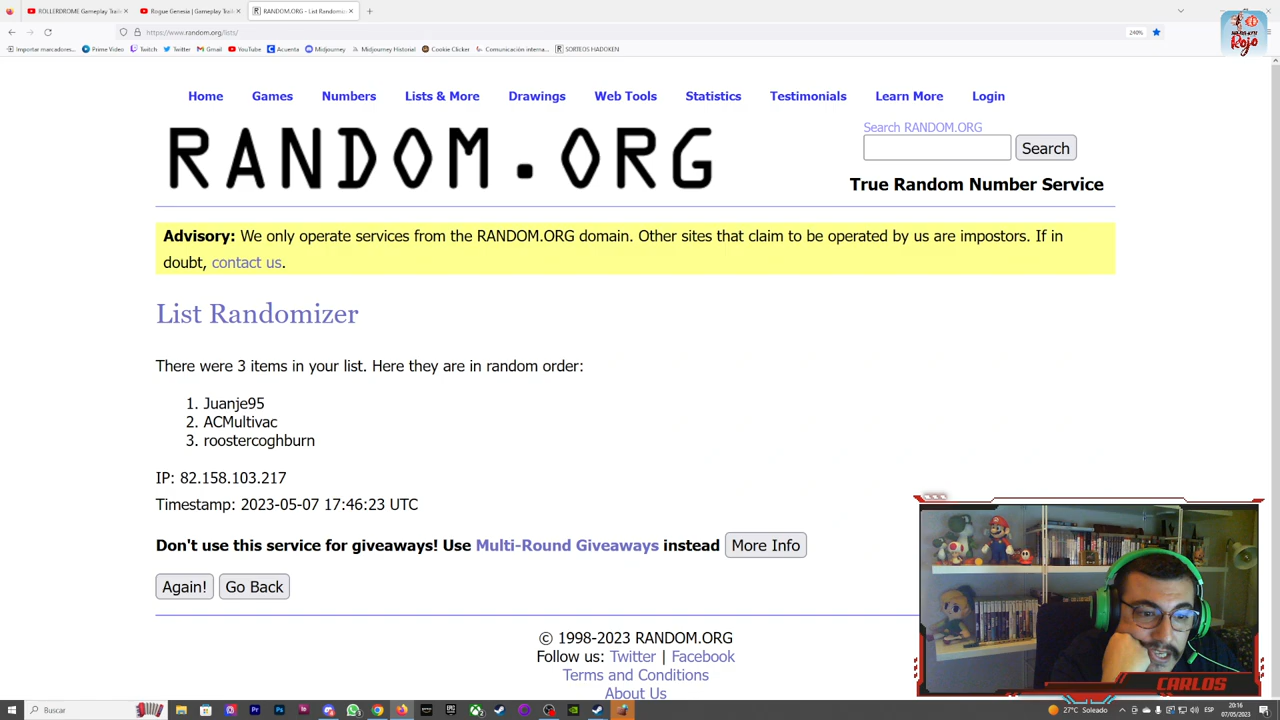 ROLLERDROME Gameplay Trail
Rogue Genesia | Gameplay Trail
RANDOM.ORG - List Randomizer
https://www.random.org/lists/
240%
Importar marcadores...
Prime Video
Twitch
Twitter
Gmail
YouTube
Acuenta
Midjourney
Midjourney Historial
Cookie Clicker
Comunicación interna...
SORTEOS HADOKEN
Rojo
Home
Games
Numbers
Lists & More
Drawings
Web Tools
Statistics
Testimonials
Learn More
Login
RANDOM.ORG
Search RANDOM.ORG
Search
True Random Number Service
Advisory: We only operate services from the RANDOM.ORG domain. Other sites that claim to be operated by us are impostors. If in
doubt, contact us.
List Randomizer
There were 3 items in your list. Here they are in random order:
1. Juanje95
2. ACMultivac
3. roostercoghburn
IP: 82.158.103.217
Timestamp: 2023-05-07 17:46:23 UTC
Don't use this service for giveaways! Use Multi-Round Giveaways instead More Info
Again! Go Back
© 1998-2023 RANDOM.ORG
Follow us: Twitter | Facebook
Terms and Conditions
About Us
CARLOS
Buscar
27°C Soleado
ESP
20:16
07/05/2023